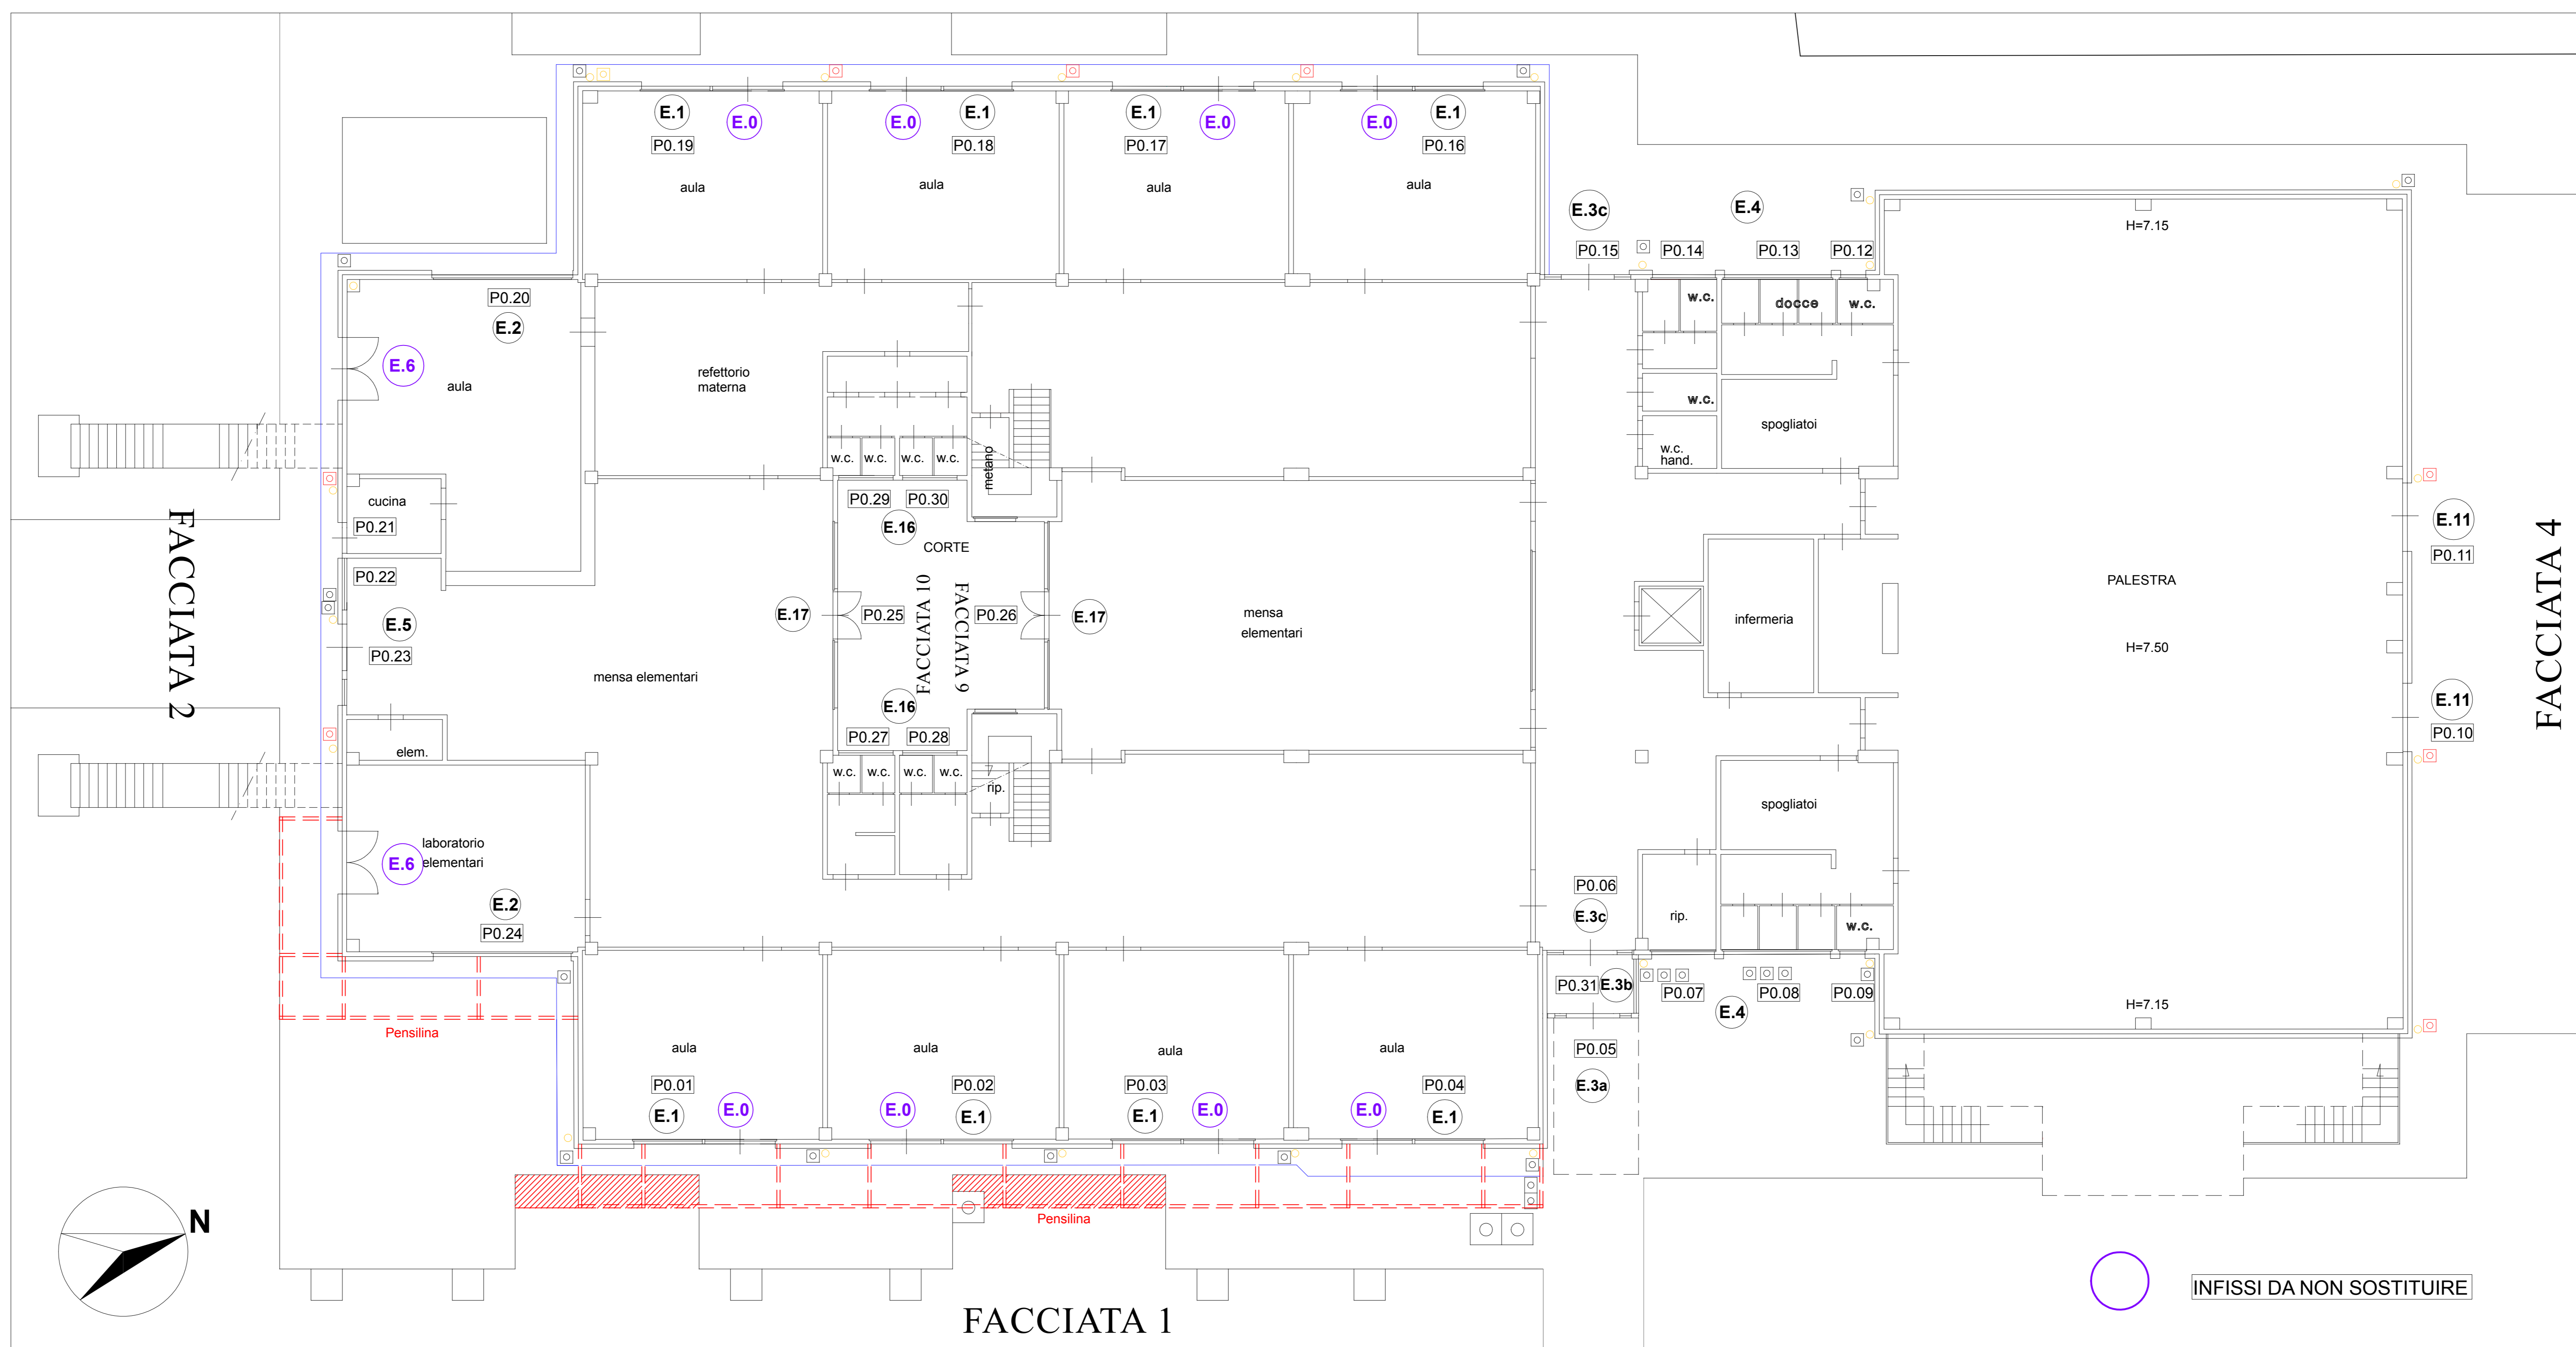 E.1
E.0
E.0
E.1
E.1
E.0
E.0
E.1
P0.19
P0.18
P0.17
P0.16
aula
aula
aula
aula
E.3c
E.4
H=7.15
P0.15
P0.14
P0.13
P0.12
P0.20
w.c.
docce
w.c.
E.2
E.6
aula
refettorio
materna
w.c.
spogliatoi
w.c.
w.c.
w.c.
w.c.
metano
w.c.
hand.
cucina
P0.21
P0.29
P0.30
E.16
CORTE
E.11
P0.11
FACCIATA 2
FACCIATA 4
P0.22
E.5
P0.23
E.17
P0.25
FACCIATA 10
FACCIATA 9
P0.26
E.17
mensa
elementari
infermeria
PALESTRA
H=7.50
mensa elementari
E.16
E.11
P0.10
P0.27
P0.28
elem.
w.c.
w.c.
w.c.
w.c.
rip.
spogliatoi
laboratorio
elementari
E.6
E.2
P0.24
P0.06
E.3c
rip.
w.c.
P0.31
E.3b
P0.07
P0.08
P0.09
E.4
H=7.15
Pensilina
aula
aula
aula
aula
P0.05
E.3a
P0.01
P0.02
P0.03
P0.04
E.1
E.0
E.0
E.1
E.1
E.0
E.0
E.1
Pensilina
N
INFISSI DA NON SOSTITUIRE
FACCIATA 1